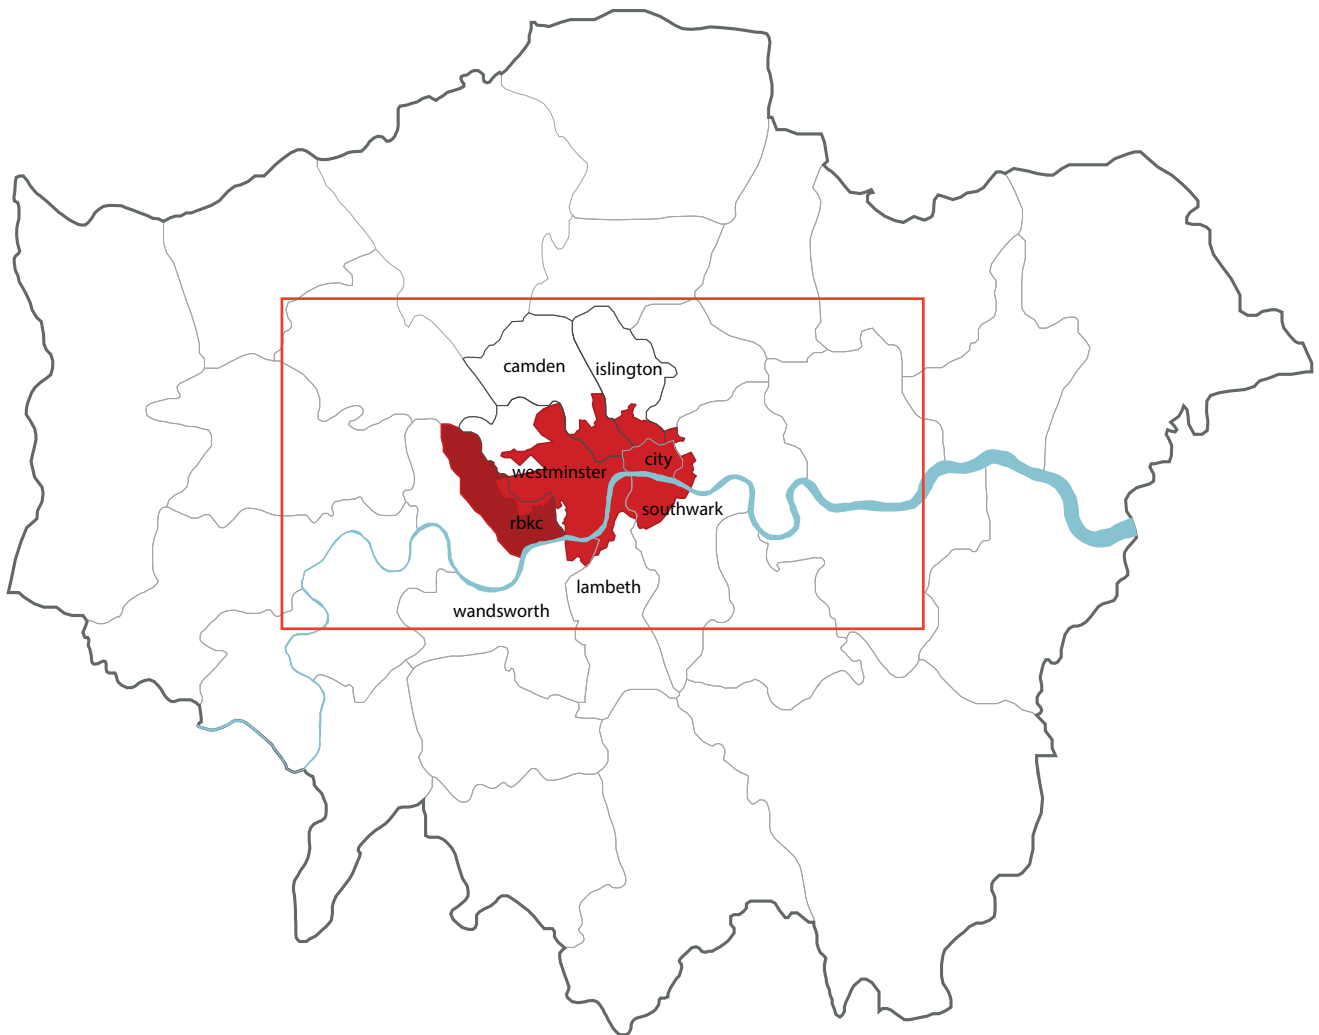 camden
islington
westminster
city
rbkc
southwark
lambeth
wandsworth